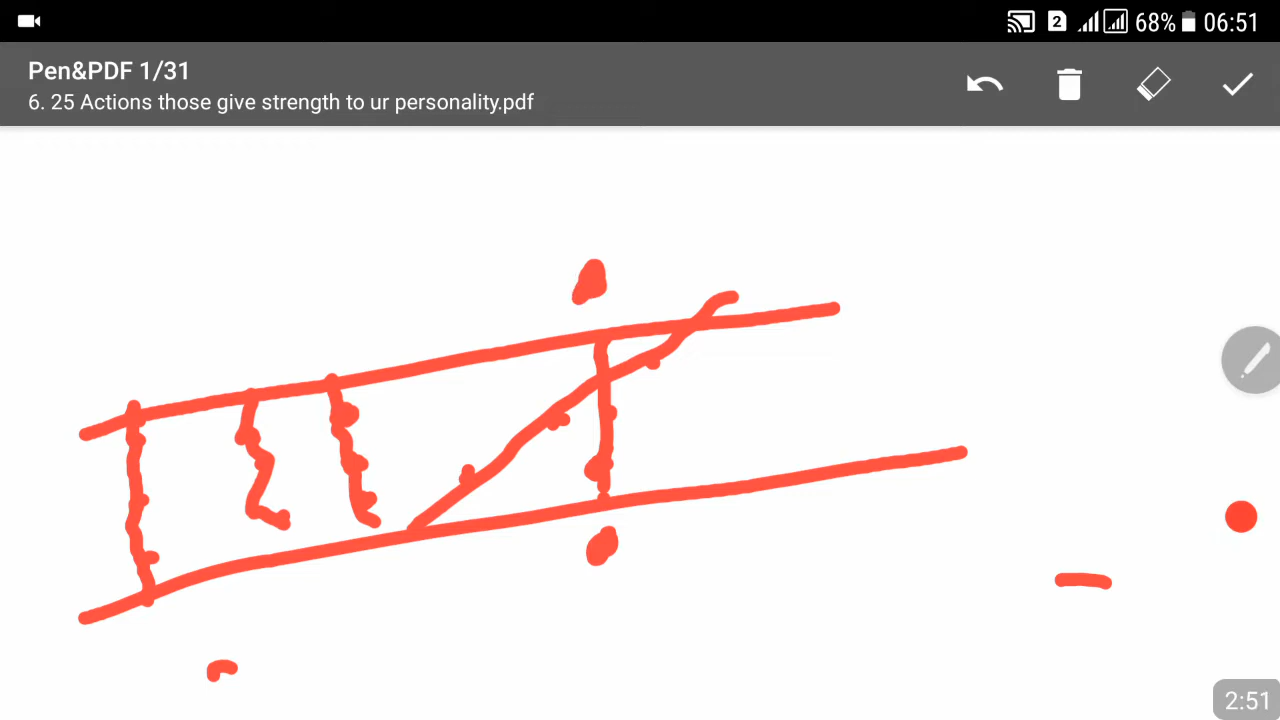 2 68% 06:51
Pen&PDF 1/31
6. 25 Actions those give strength to ur personality.pdf
2:51